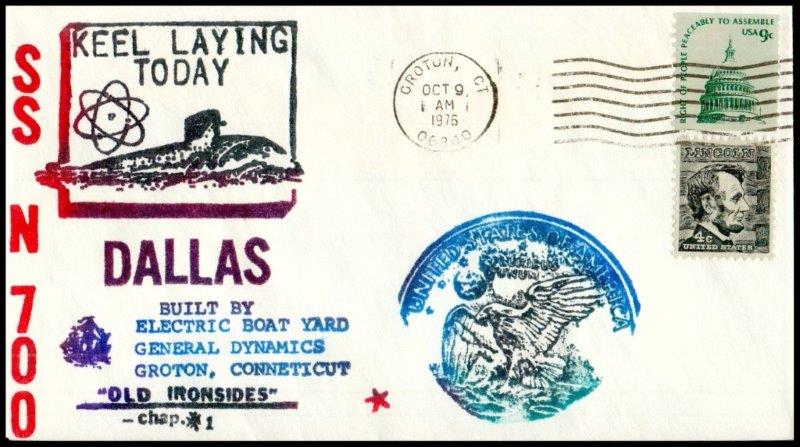 SS N 700
KEEL LAYING
TODAY
DALLAS
BUILT BY
ELECTRIC BOAT YARD
GENERAL DYNAMICS
GROTON, CONNETICUT
"OLD IRONSIDES"
-chap.#1
GROTON, CT
OCT 9
AM
1976
06340
RIGHT OF PEOPLE PEACEABLY TO ASSEMBLE
USA 9c
LINCOLN
4c
UNITED STATES
UNITED STATES OF AMERICA
E PLURIBUS
UNUM